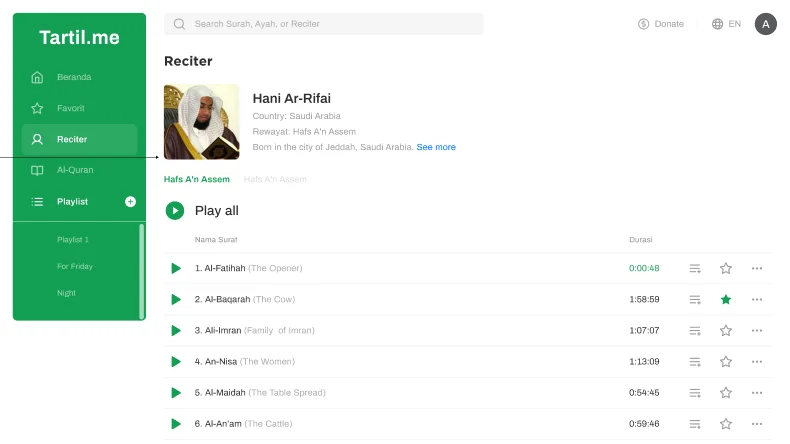 Tartil.me
Beranda
Favorit
Reciter
Al-Quran
Playlist
Playlist 1
For Friday
Night
Search Surah, Ayah, or Reciter
Donate
EN
A
Reciter
Hani Ar-Rifai
Country: Saudi Arabia
Rewayat: Hafs A'n Assem
Born in the city of Jeddah, Saudi Arabia. See more
Hafs A'n Assem Hafs A'n Assem
Play all
Nama Surat Durasi
1. Al-Fatihah (The Opener) 0:00:48
2. Al-Baqarah (The Cow) 1:58:59
3. Ali-Imran (Family of Imran) 1:07:07
4. An-Nisa (The Women) 1:13:09
5. Al-Maidah (The Table Spread) 0:54:45
6. Al-An'am (The Cattle) 0:59:46